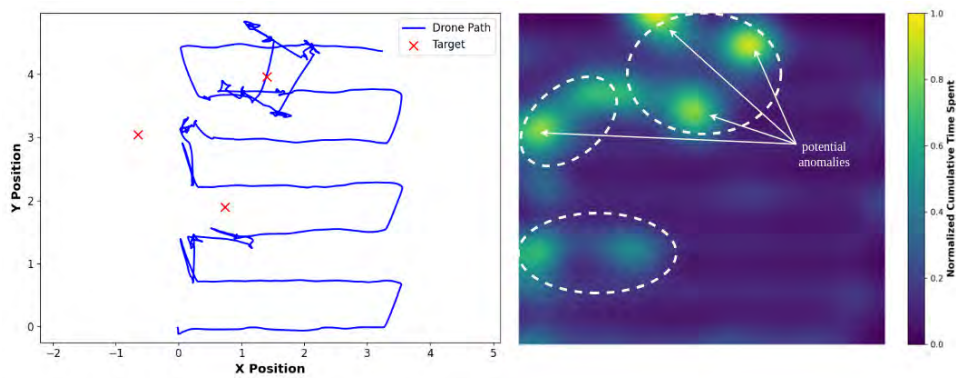 Drone Path
Target
Y Position
4
3
2
1
0
−2
−1
0
1
2
3
4
5
X Position
potential
anomalies
1.0
0.8
0.6
0.4
0.2
0.0
Normalized Cumulative Time Spent